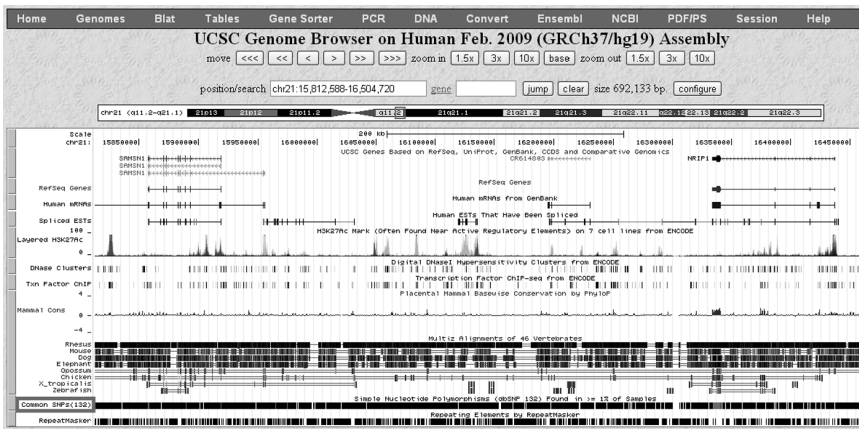 Home Genomes Blat Tables Gene Sorter PCR DNA Convert Ensembl NCBI PDF/PS Session Help
UCSC Genome Browser on Human Feb. 2009 (GRCh37/hg19) Assembly
move <<< << < > >> >>> zoom in 1.5x 3x 10x base zoom out 1.5x 3x 10x
position/search chr21:15,812,588-16,504,720 gene jump clear size 692,133 bp. configure
chr21 (q11.2-q21.1) 21p13 21p12 21p11.2 q11.2 21q21.1 21q21.2 21q21.3 21q22.11 q22.12 22.13 21q22.2 21q22.3
Scale 200 kb
chr21: 15850000 15900000 15950000 16000000 16050000 16100000 16150000 16200000 16250000 16300000 16350000 16400000 16450000
UCSC Genes Based on RefSeq, UniProt, GenBank, CCDS and Comparative Genomics
SAMSN1 CR614803 NRIP1
SAMSN1
SAMSN1
RefSeq Genes
RefSeq Genes
Human mRNAs from GenBank
Human mRNAs
Human ESTs That Have Been Spliced
Spliced ESTs
H3K27Ac Mark (Often Found Near Active Regulatory Elements) on 7 cell lines from ENCODE
100
Layered H3K27Ac
0
Digital DNaseI Hypersensitivity Clusters from ENCODE
DNase Clusters
Transcription Factor ChIP-seq from ENCODE
Txn Factor ChIP
Placental Mammal Basewise Conservation by PhyloP
4
Mammal Cons 0
-4
Multiz Alignments of 46 Vertebrates
Rhesus
Mouse
Dog
Elephant
Opossum
Chicken
X_tropicalis
Zebrafish
Simple Nucleotide Polymorphisms (dbSNP 132) Found in >= 1% of Samples
Common SNPs(132)
Repeating Elements by RepeatMasker
RepeatMasker